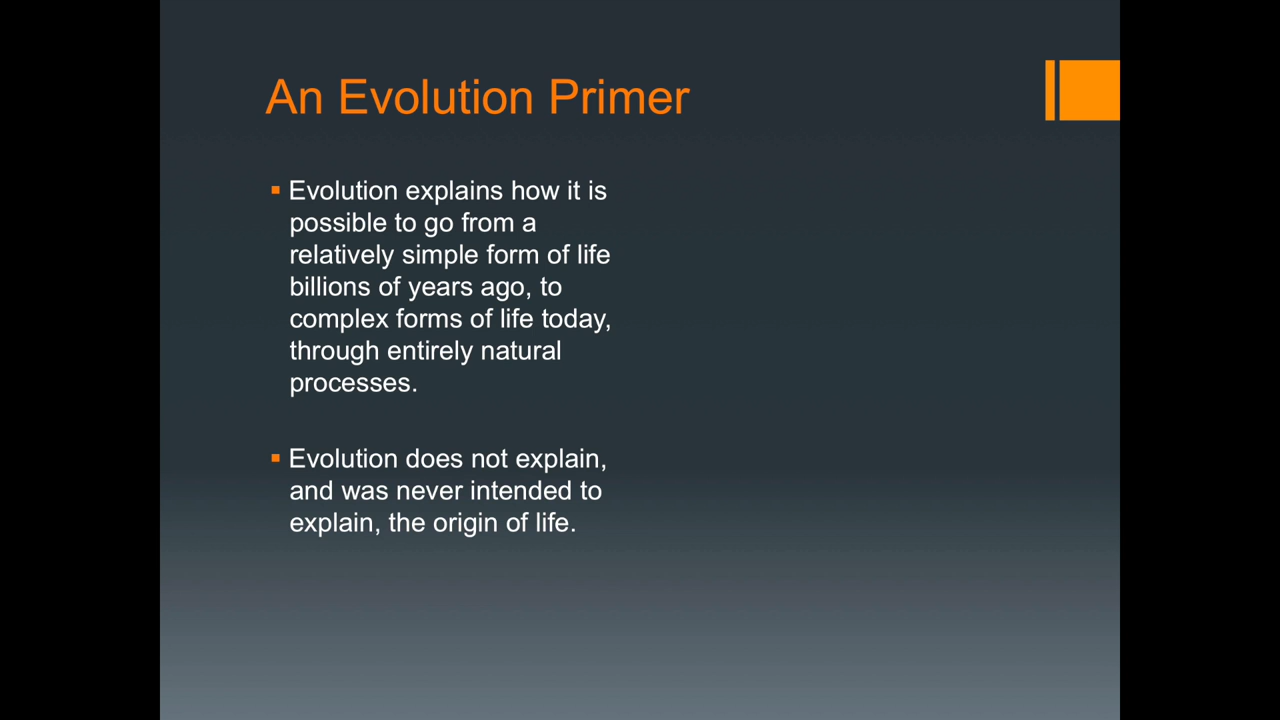 An Evolution Primer
Evolution explains how it is
possible to go from a
relatively simple form of life
billions of years ago, to
complex forms of life today,
through entirely natural
processes.
Evolution does not explain,
and was never intended to
explain, the origin of life.